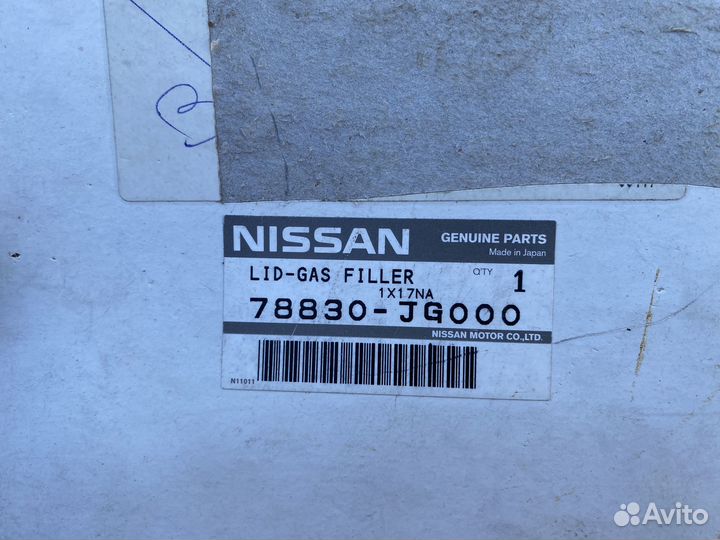 NISSAN
GENUINE PARTS
Made in Japan
LID-GAS FILLER
Q'TY 1
1X17NA
78830-JG000
NISSAN MOTOR CO.,LTD.
N11011
Avito